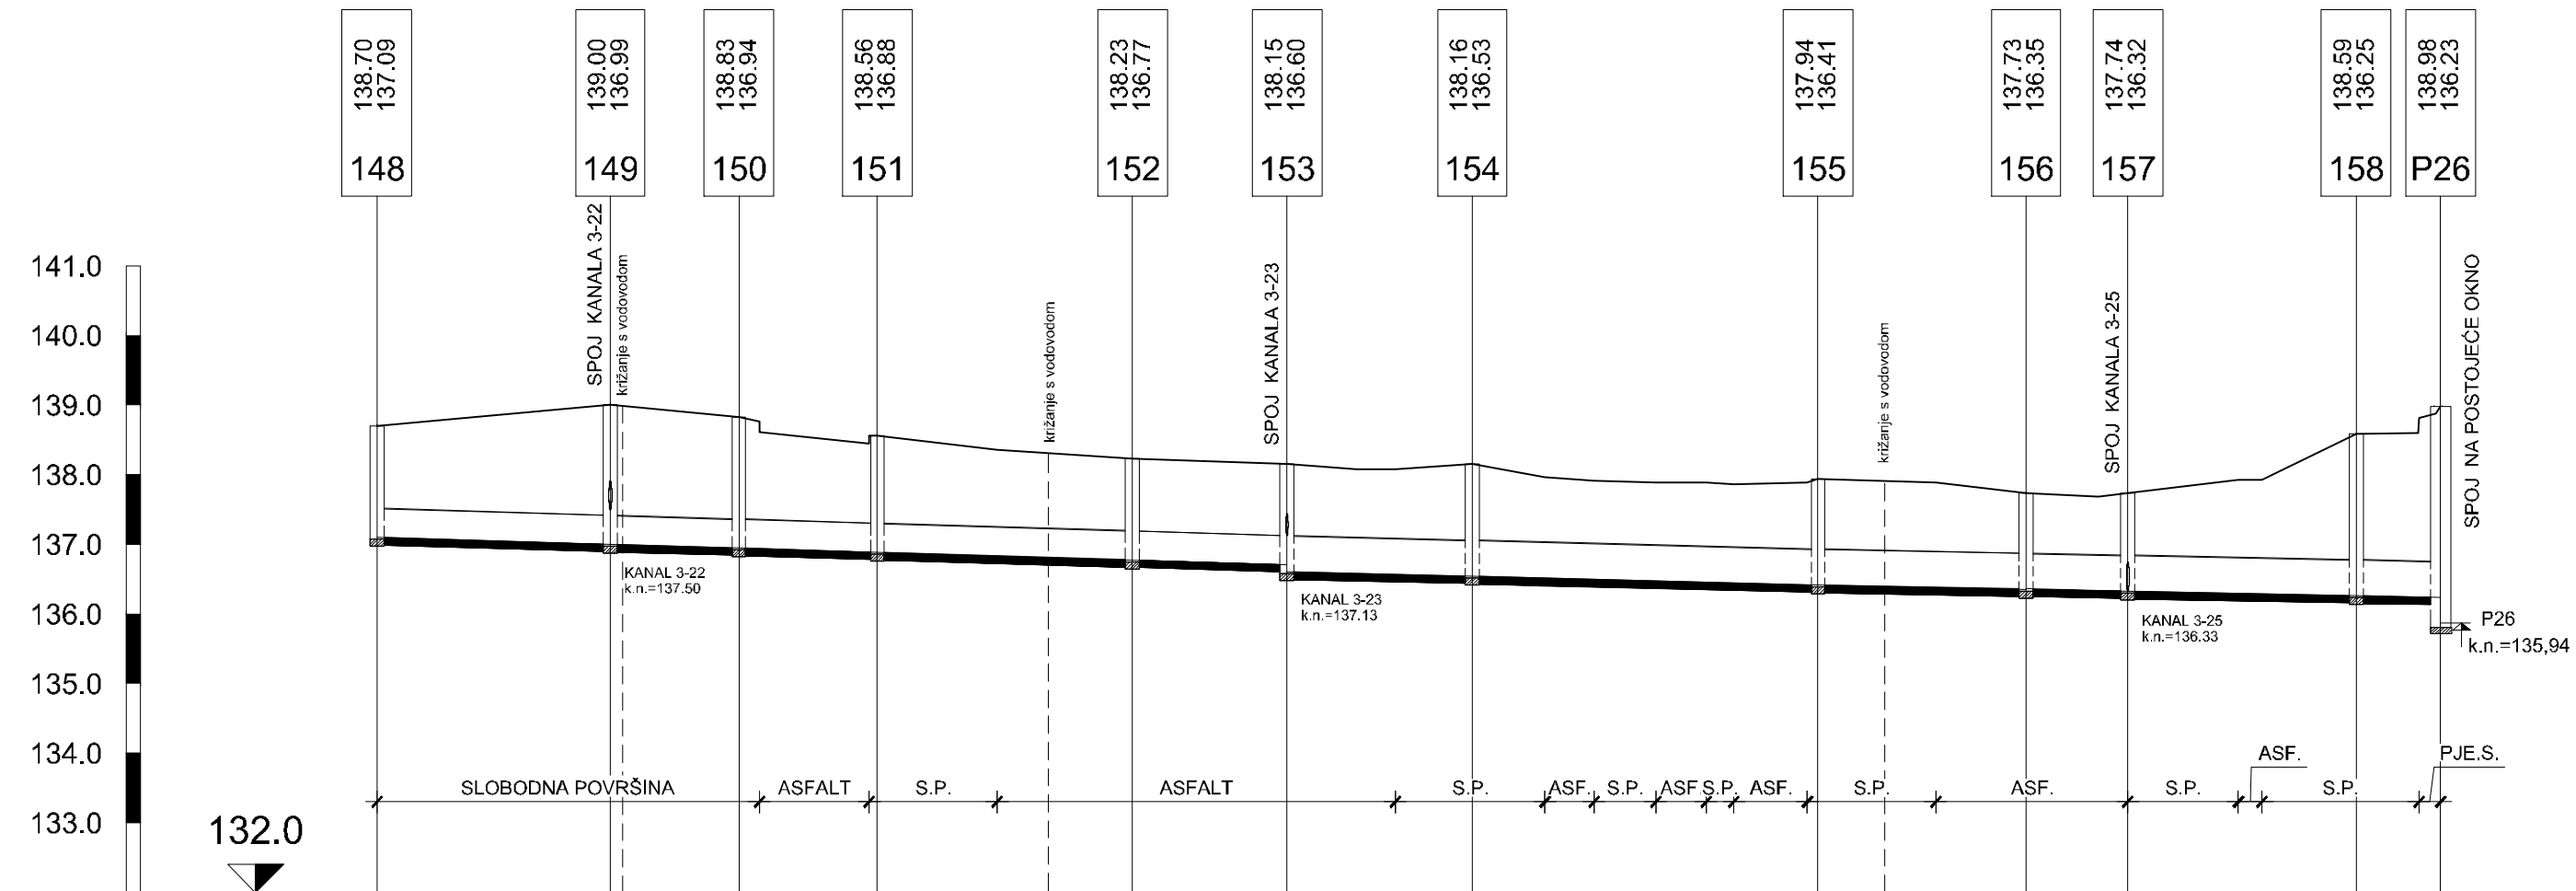 138.70
137.09
148
139.00
136.99
149
138.83
136.94
150
138.56
136.88
151
138.23
136.77
152
138.15
136.60
153
138.16
136.53
154
137.94
136.41
155
137.73
136.35
156
137.74
136.32
157
138.59
136.25
158
138.98
136.23
P26
SPOJ KANALA 3-22
križanje s vodovodom
križanje s vodovodom
SPOJ KANALA 3-23
križanje s vodovodom
SPOJ KANALA 3-25
SPOJ NA POSTOJEĆE OKNO
141.0
140.0
139.0
138.0
137.0
136.0
135.0
134.0
133.0
132.0
KANAL 3-22
k.n.=137.50
KANAL 3-23
k.n.=137.13
KANAL 3-25
k.n.=136.33
P26
k.n.=135,94
SLOBODNA POVRŠINA
ASFALT
S.P.
ASFALT
S.P.
ASF.
S.P.
ASF
S.P.
ASF.
S.P.
ASF.
S.P.
ASF.
S.P.
PJE.S.